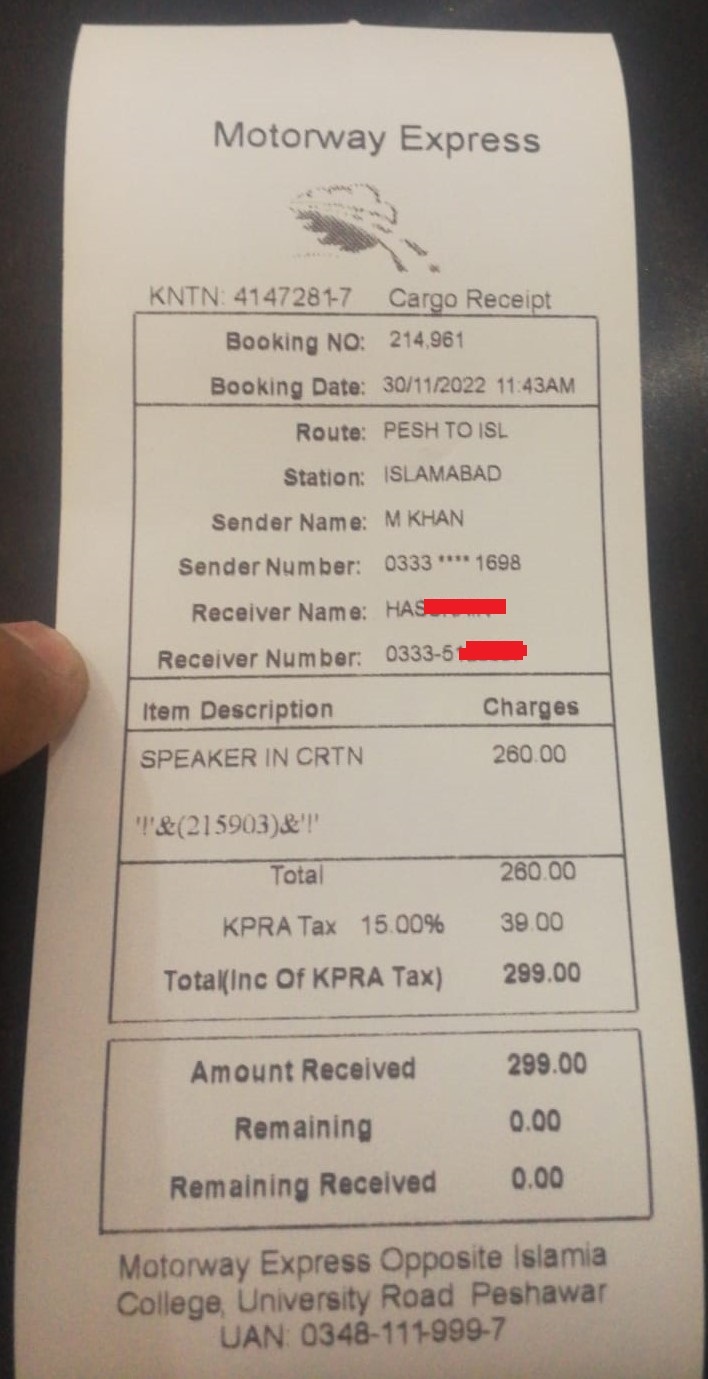 Motorway Express
KNTN: 4147281-7 Cargo Receipt
Booking NO: 214,961
Booking Date: 30/11/2022 11:43AM
Route: PESH TO ISL
Station: ISLAMABAD
Sender Name: M KHAN
Sender Number: 0333 **** 1698
Receiver Name: HAS
Receiver Number: 0333-51
Item Description Charges
SPEAKER IN CRTN 260.00
'!'&(215903)&'!'
Total 260.00
KPRA Tax 15.00% 39.00
Total(Inc Of KPRA Tax) 299.00
Amount Received 299.00
Remaining 0.00
Remaining Received 0.00
Motorway Express Opposite Islamia
College, University Road Peshawar
UAN: 0348-111-999-7